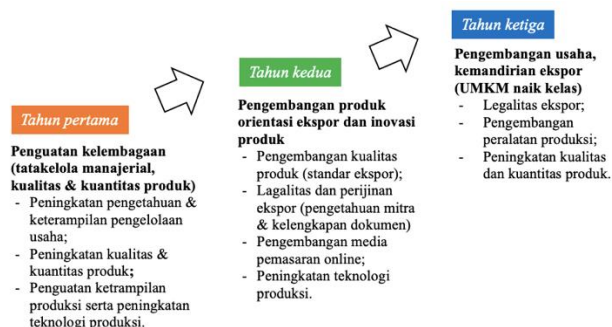 Tahun pertama
Penguatan kelembagaan
(tatakelola manajerial,
kualitas & kuantitas produk)
- Peningkatan pengetahuan &
keterampilan pengelolaan
usaha;
- Peningkatan kualitas &
kuantitas produk;
- Penguatan ketrampilan
produksi serta peningkatan
teknologi produksi.
Tahun kedua
Pengembangan produk
orientasi ekspor dan inovasi
produk
- Pengembangan kualitas
produk (standar ekspor);
- Lagalitas dan perijinan
ekspor (pengetahuan mitra
& kelengkapan dokumen)
- Pengembangan media
pemasaran online;
- Peningkatan teknologi
produksi.
Tahun ketiga
Pengembangan usaha,
kemandirian ekspor
(UMKM naik kelas)
- Legalitas ekspor;
- Pengembangan
peralatan produksi;
- Peningkatan kualitas
dan kuantitas produk.